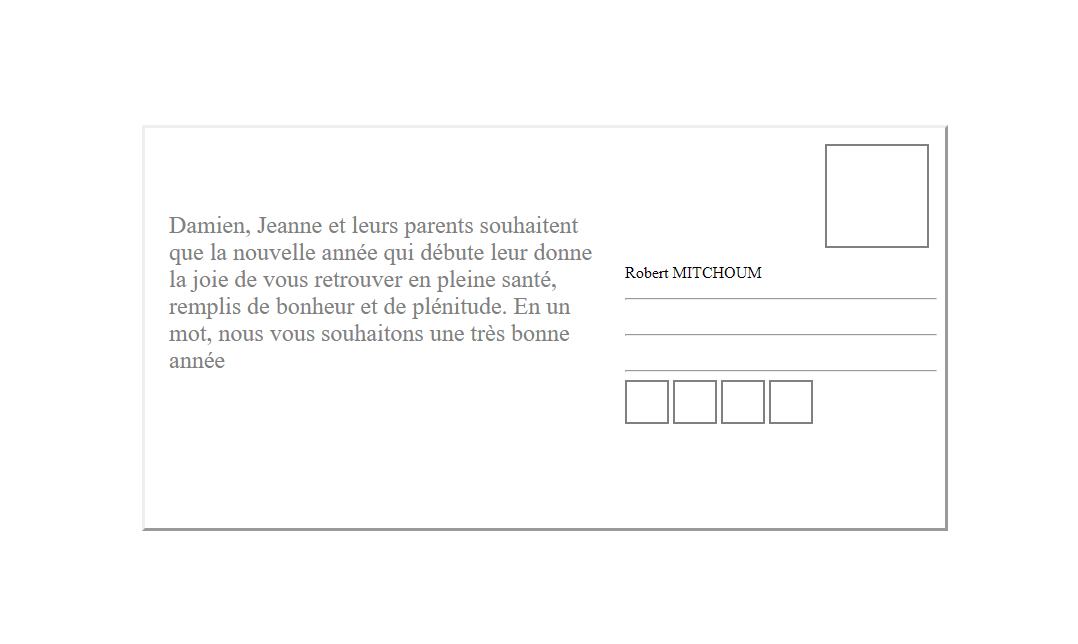 Damien, Jeanne et leurs parents souhaitent
que la nouvelle année qui débute leur donne
la joie de vous retrouver en pleine santé,
remplis de bonheur et de plénitude. En un
mot, nous vous souhaitons une très bonne
année
Robert MITCHOUM